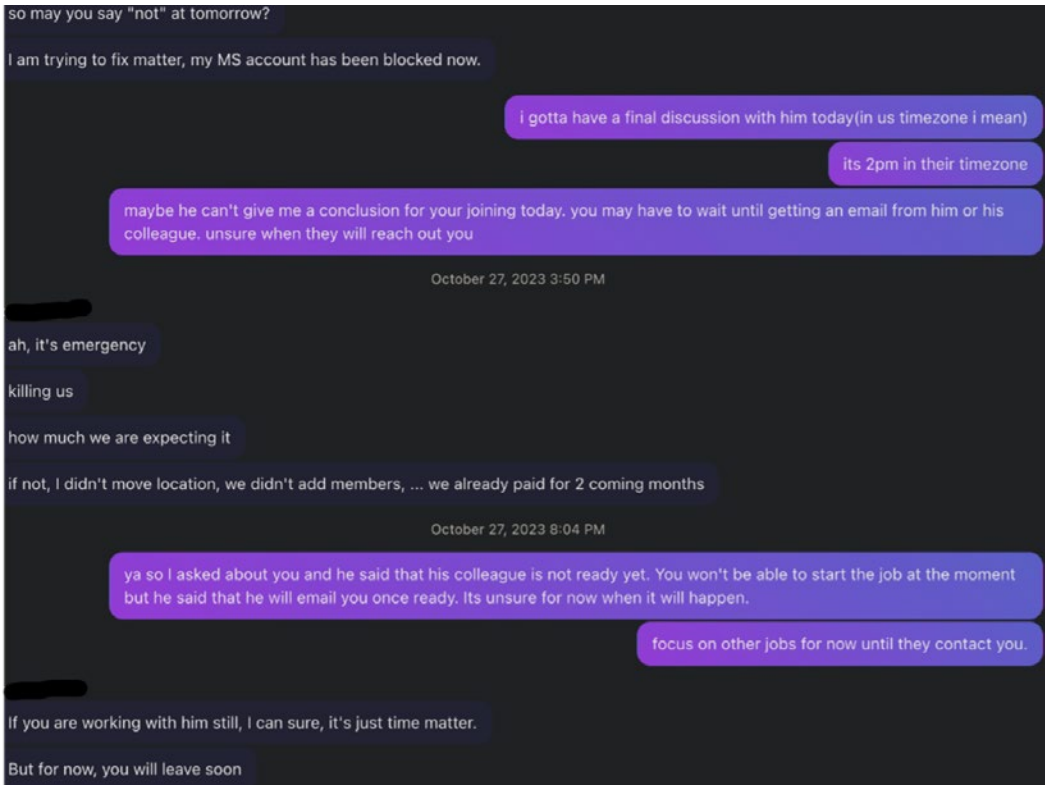 so may you say "not" at tomorrow?
I am trying to fix matter, my MS account has been blocked now.
i gotta have a final discussion with him today(in us timezone i mean)
its 2pm in their timezone
maybe he can't give me a conclusion for your joining today. you may have to wait until getting an email from him or his
colleague. unsure when they will reach out you
October 27, 2023 3:50 PM
ah, it's emergency
killing us
how much we are expecting it
if not, I didn't move location, we didn't add members, ... we already paid for 2 coming months
October 27, 2023 8:04 PM
ya so I asked about you and he said that his colleague is not ready yet. You won't be able to start the job at the moment
but he said that he will email you once ready. Its unsure for now when it will happen.
focus on other jobs for now until they contact you.
If you are working with him still, I can sure, it's just time matter.
But for now, you will leave soon